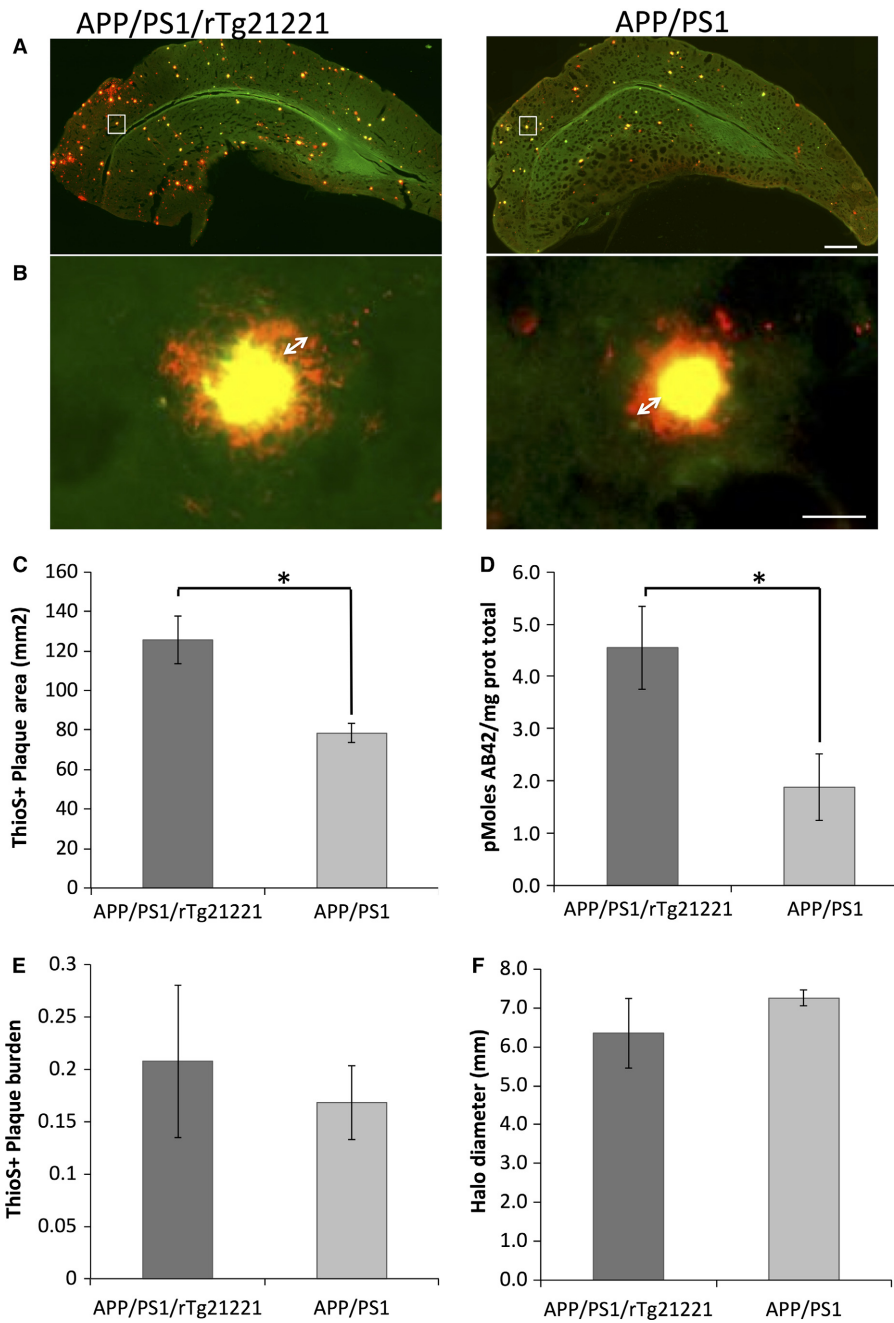 APP/PS1/rTg21221
APP/PS1
A
B
C
ThioS+ Plaque area (mm2)
160
140
120
100
80
60
40
20
0
*
APP/PS1/rTg21221
APP/PS1
D
pMoles AB42/mg prot total
6.0
5.0
4.0
3.0
2.0
1.0
0.0
*
APP/PS1/rTg21221
APP/PS1
E
ThioS+ Plaque burden
0.3
0.25
0.2
0.15
0.1
0.05
0
APP/PS1/rTg21221
APP/PS1
F
Halo diameter (mm)
8.0
7.0
6.0
5.0
4.0
3.0
2.0
1.0
0.0
APP/PS1/rTg21221
APP/PS1